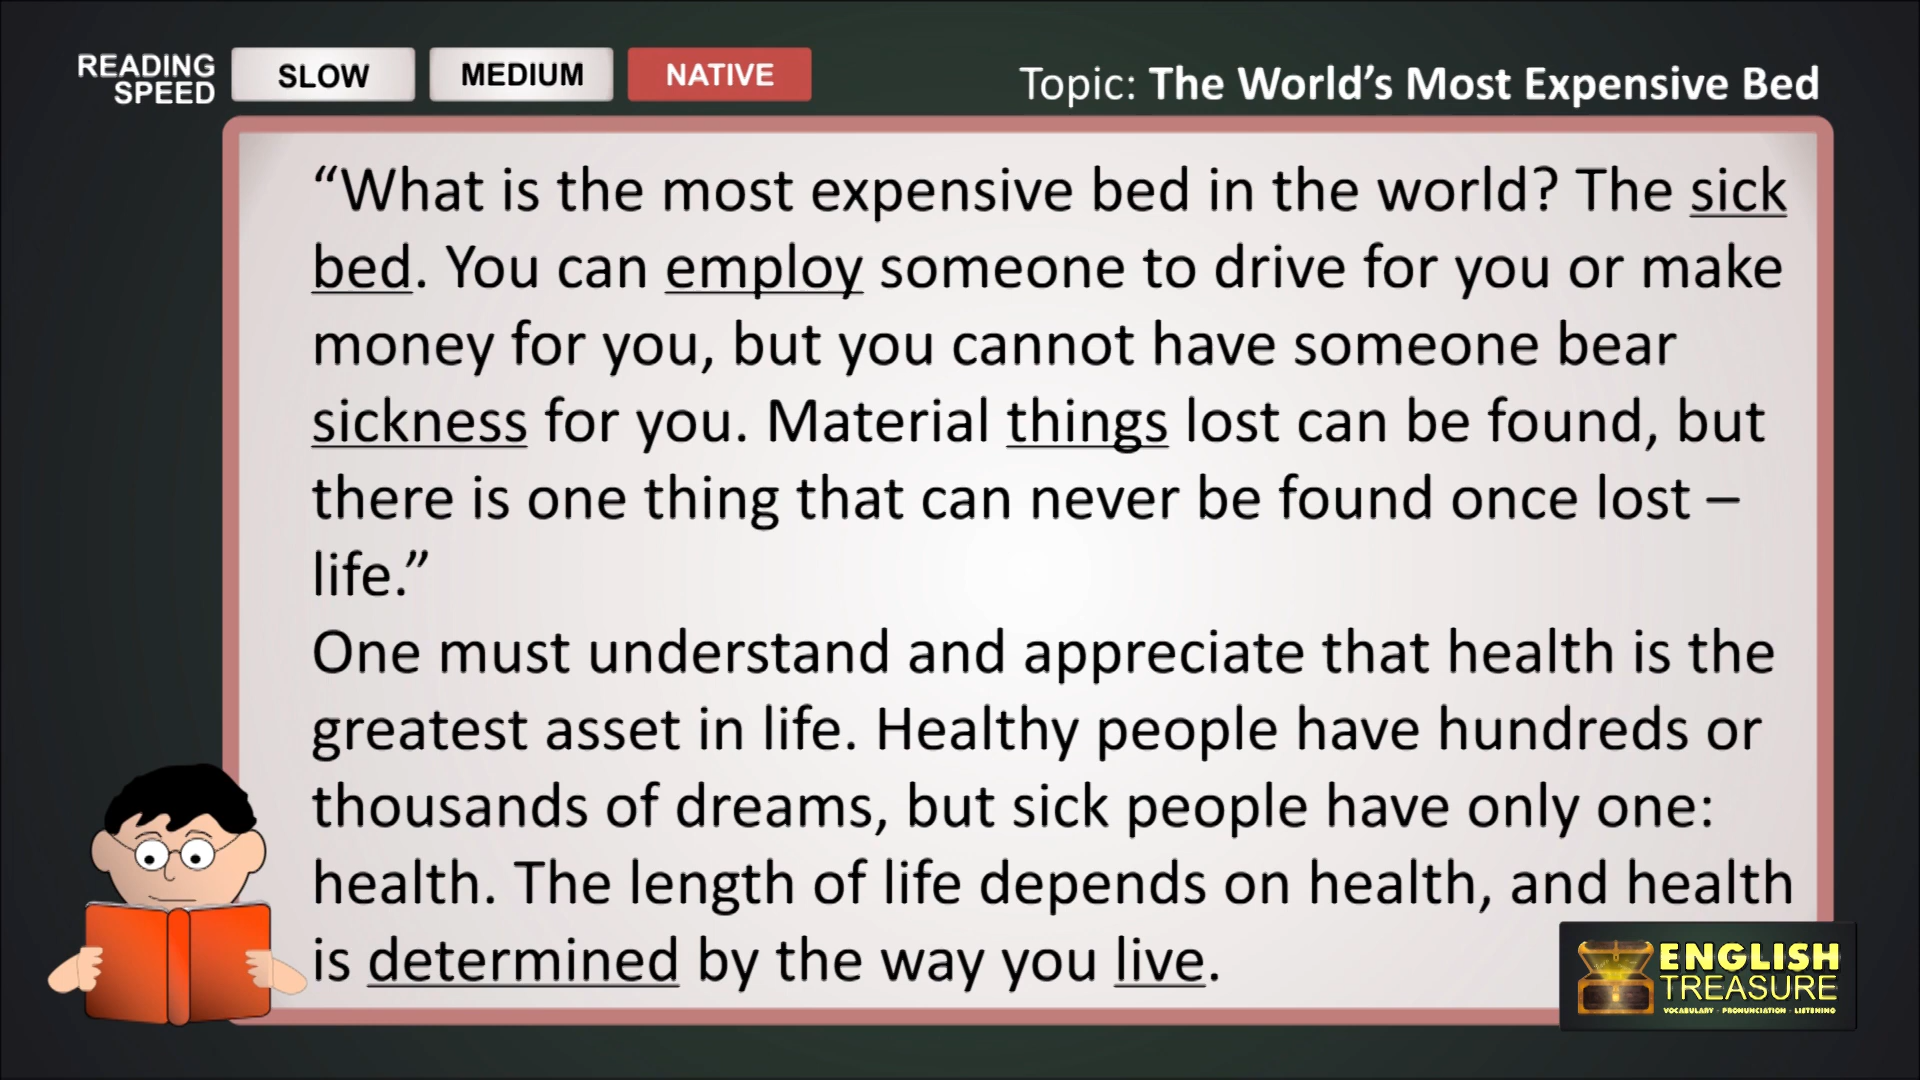 READING
SPEED
SLOW
MEDIUM
NATIVE
Topic: The World’s Most Expensive Bed
“What is the most expensive bed in the world? The sick
bed. You can employ someone to drive for you or make
money for you, but you cannot have someone bear
sickness for you. Material things lost can be found, but
there is one thing that can never be found once lost –
life.”
One must understand and appreciate that health is the
greatest asset in life. Healthy people have hundreds or
thousands of dreams, but sick people have only one:
health. The length of life depends on health, and health
is determined by the way you live.
ENGLISH
TREASURE
VOCABULARY - PRONUNCIATION - LISTENING